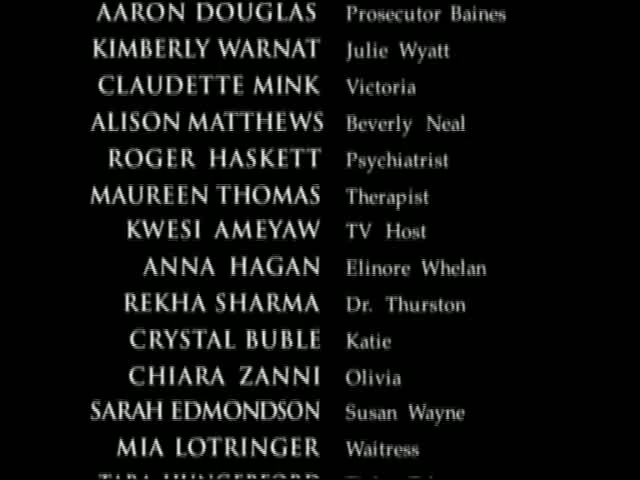 AARON DOUGLAS Prosecutor Baines
KIMBERLY WARNAT Julie Wyatt
CLAUDETTE MINK Victoria
ALISON MATTHEWS Beverly Neal
ROGER HASKETT Psychiatrist
MAUREEN THOMAS Therapist
KWESI AMEYAW TV Host
ANNA HAGAN Elinore Whelan
REKHA SHARMA Dr. Thurston
CRYSTAL BUBLE Katie
CHIARA ZANNI Olivia
SARAH EDMONDSON Susan Wayne
MIA LOTRINGER Waitress